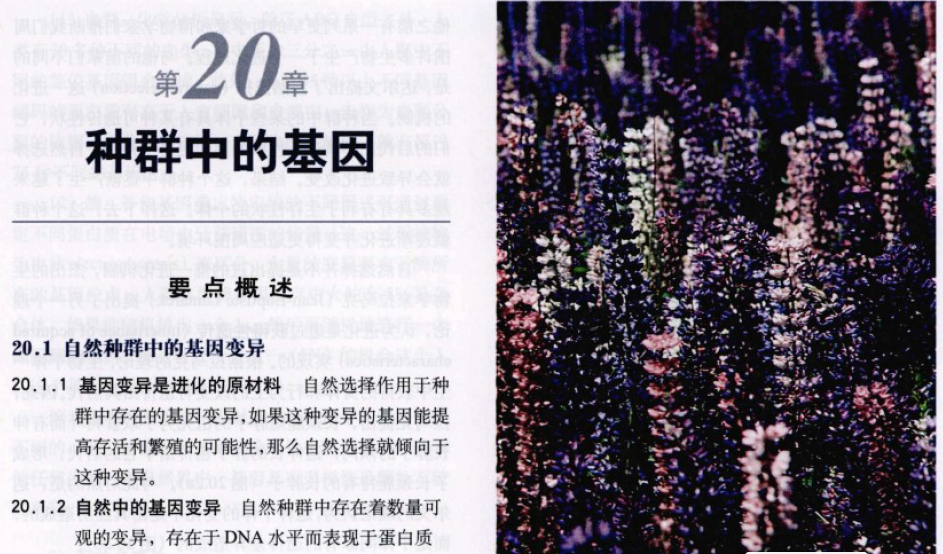 第20章
种群中的基因
要点概述
20.1 自然种群中的基因变异
20.1.1 基因变异是进化的原材料 自然选择作用于种
群中存在的基因变异,如果这种变异的基因能提
高存活和繁殖的可能性,那么自然选择就倾向于
这种变异。
20.1.2 自然中的基因变异 自然种群中存在着数量可
观的变异，存在于 DNA 水平而表现于蛋白质